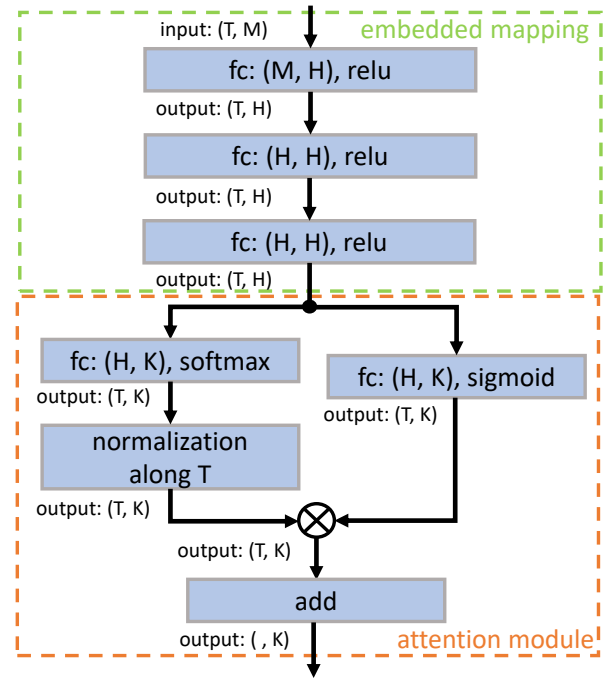 input: (T, M)
embedded mapping
fc: (M, H), relu
output: (T, H)
fc: (H, H), relu
output: (T, H)
fc: (H, H), relu
output: (T, H)
fc: (H, K), softmax
fc: (H, K), sigmoid
output: (T, K)
output: (T, K)
normalization
along T
output: (T, K)
output: (T, K)
add
output: ( , K)
attention module